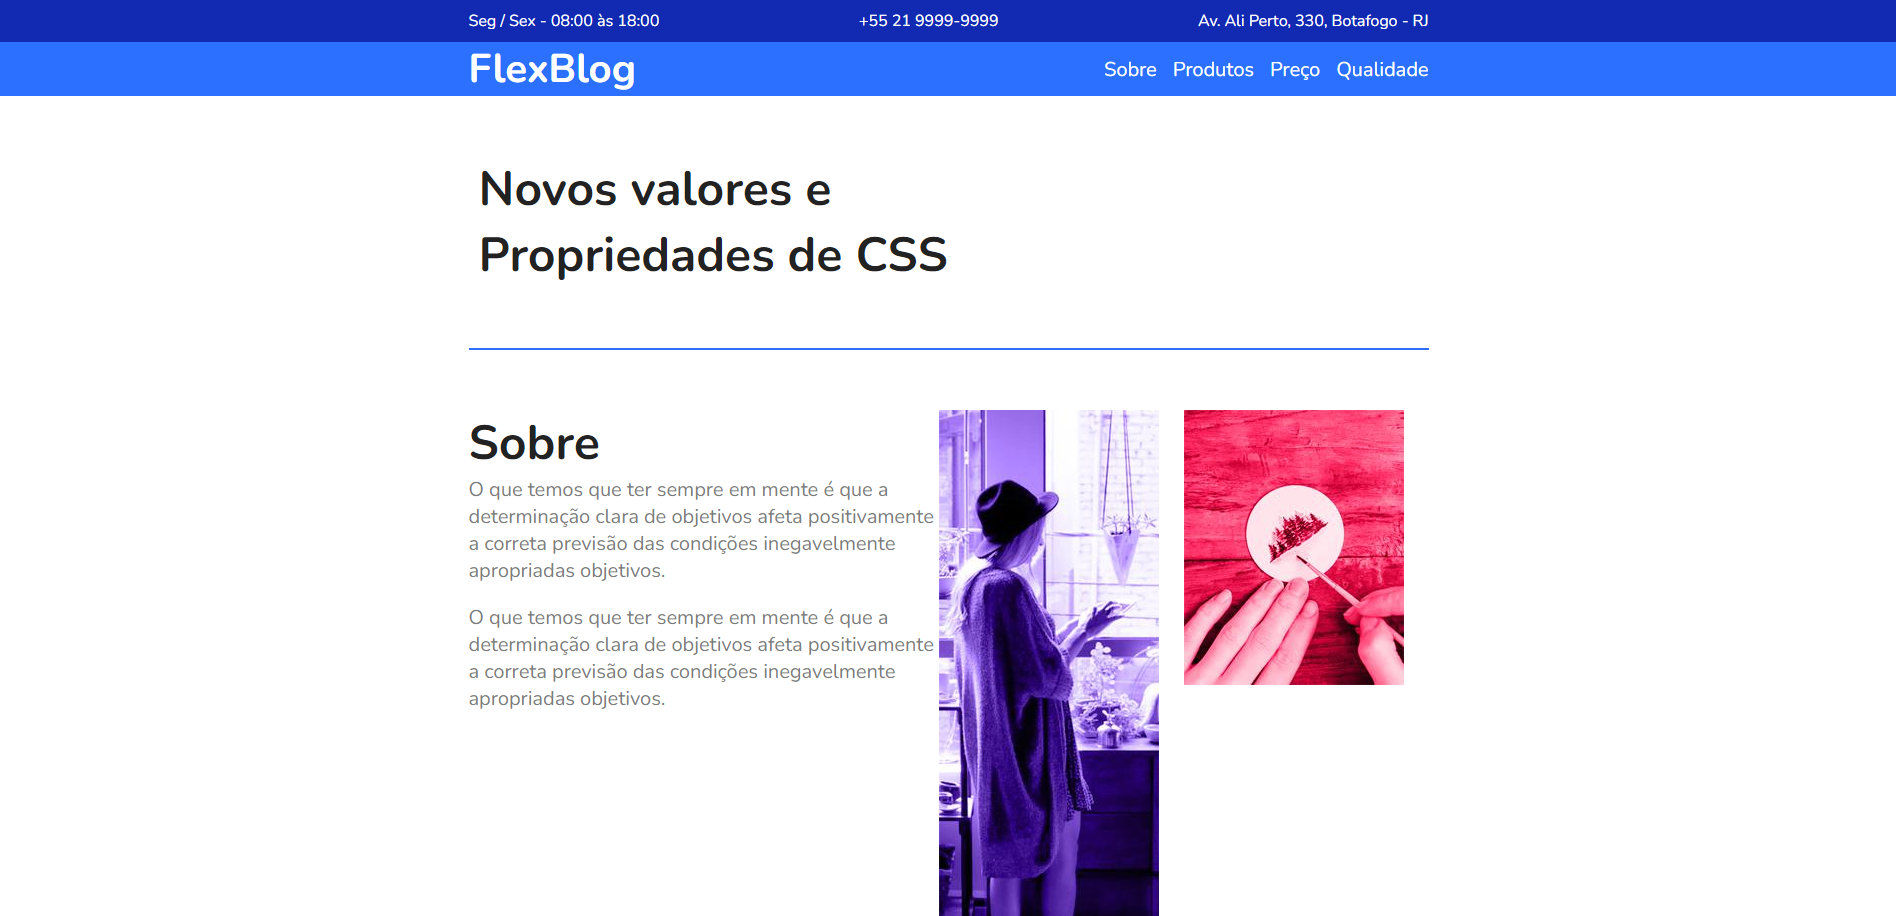 Seg / Sex - 08:00 às 18:00
+55 21 9999-9999
Av. Ali Perto, 330, Botafogo - RJ
FlexBlog
Sobre
Produtos
Preço
Qualidade
Novos valores e
Propriedades de CSS
Sobre
O que temos que ter sempre em mente é que a
determinação clara de objetivos afeta positivamente
a correta previsão das condições inegavelmente
apropriadas objetivos.
O que temos que ter sempre em mente é que a
determinação clara de objetivos afeta positivamente
a correta previsão das condições inegavelmente
apropriadas objetivos.